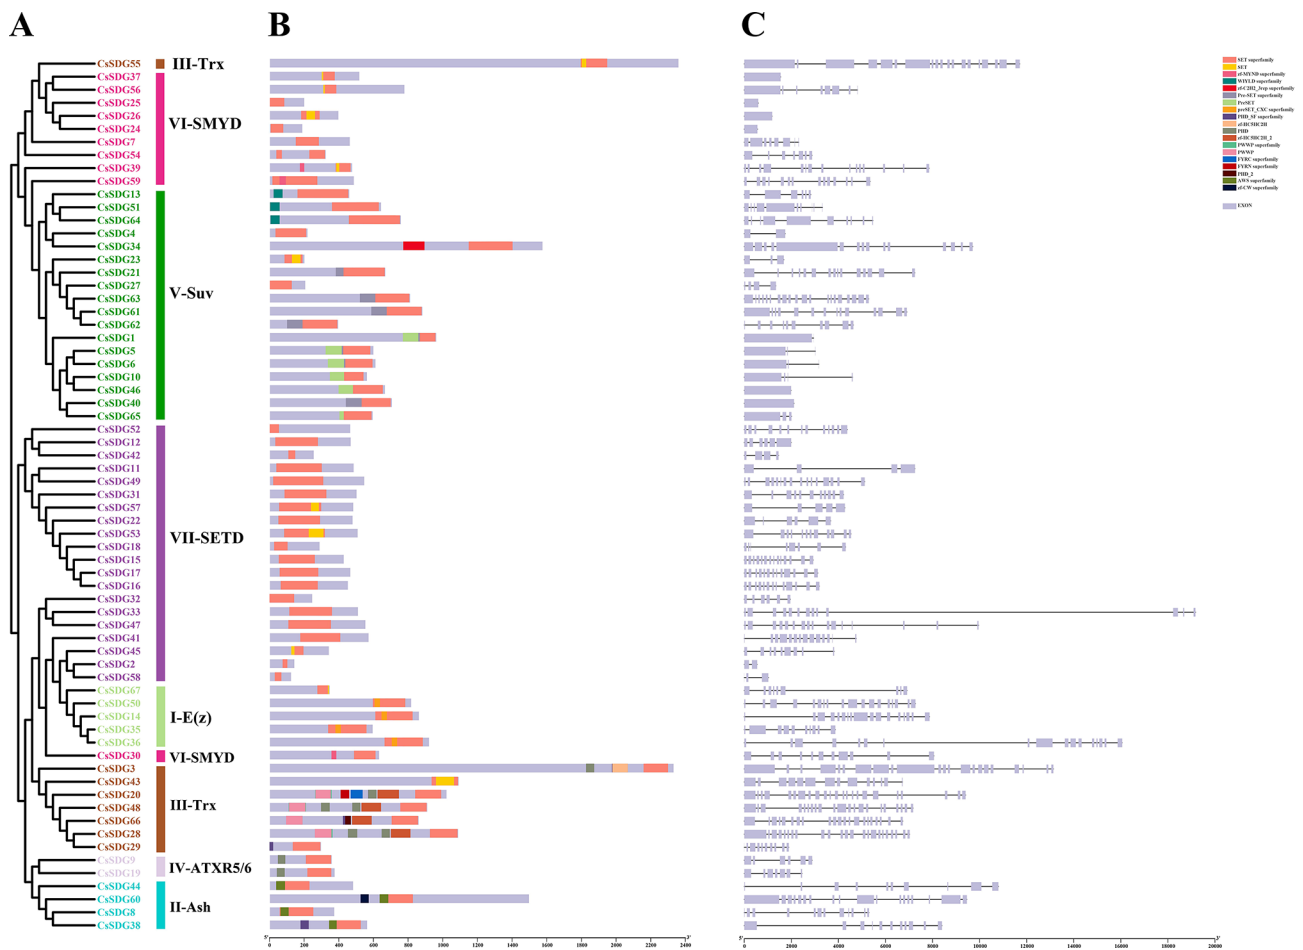 A
B
C
CsSDG55
CsSDG37
CsSDG56
CsSDG25
CsSDG26
CsSDG24
CsSDG7
CsSDG54
CsSDG39
CsSDG59
CsSDG13
CsSDG51
CsSDG64
CsSDG4
CsSDG34
CsSDG23
CsSDG21
CsSDG27
CsSDG63
CsSDG61
CsSDG62
CsSDG1
CsSDG5
CsSDG6
CsSDG10
CsSDG46
CsSDG40
CsSDG65
CsSDG52
CsSDG12
CsSDG42
CsSDG11
CsSDG49
CsSDG31
CsSDG57
CsSDG22
CsSDG53
CsSDG18
CsSDG15
CsSDG17
CsSDG16
CsSDG32
CsSDG33
CsSDG47
CsSDG41
CsSDG45
CsSDG2
CsSDG58
CsSDG67
CsSDG50
CsSDG14
CsSDG35
CsSDG36
CsSDG30
CsSDG3
CsSDG43
CsSDG20
CsSDG48
CsSDG66
CsSDG28
CsSDG29
CsSDG9
CsSDG19
CsSDG44
CsSDG60
CsSDG8
CsSDG38
III-Trx
VI-SMYD
V-Suv
VII-SETD
I-E(z)
VI-SMYD
III-Trx
IV-ATXR5/6
II-Ash
5' 3'
0 200 400 600 800 1000 1200 1400 1600 1800 2000 2200 2400
5' 3'
0 2000 4000 6000 8000 10000 12000 14000 16000 18000 20000
SET superfamily
SET
zf-MYND superfamily
WIYLD superfamily
zf-C2H2_3rep superfamily
Pre-SET superfamily
PreSET
preSET_CXC superfamily
PHD_SF superfamily
zf-HC5HC2H
PHD
zf-HC5HC2H_2
PWWP superfamily
PWWP
FYRC superfamily
FYRN superfamily
PHD_2
AWS superfamily
zf-CW superfamily
EXON